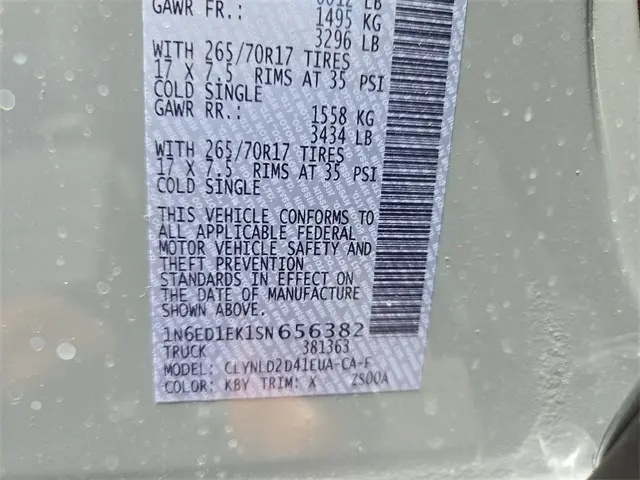 GAWR FR.: 6012 LB
1495 KG
3296 LB
WITH 265/70R17 TIRES
17 X 7.5 RIMS AT 35 PSI
COLD SINGLE
GAWR RR.: 1558 KG
3434 LB
WITH 265/70R17 TIRES
17 X 7.5 RIMS AT 35 PSI
COLD SINGLE
THIS VEHICLE CONFORMS TO
ALL APPLICABLE FEDERAL
MOTOR VEHICLE SAFETY AND
THEFT PREVENTION
STANDARDS IN EFFECT ON
THE DATE OF MANUFACTURE
SHOWN ABOVE.
1N6ED1EK1SN656382
TRUCK 381363
MODEL: CLYNLD2D41EUA-CA-F
COLOR: KBY TRIM: X 2S00A